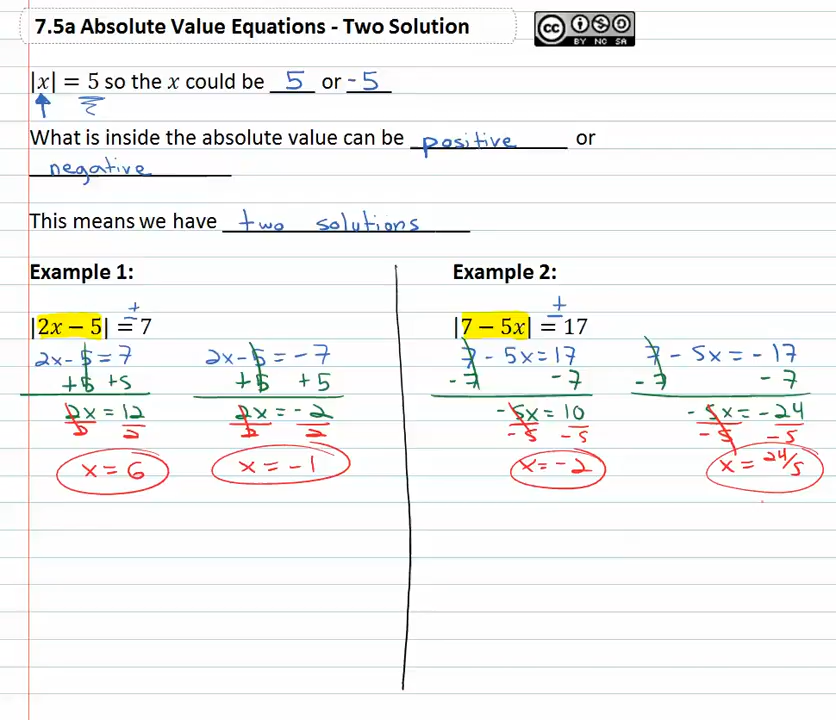 7.5a Absolute Value Equations - Two Solution
cc BY NC SA
|x| = 5 so the x could be 5 or -5
What is inside the absolute value can be positive or
negative
This means we have two solutions
Example 1:
|2x − 5| = 7
+
2x - 5 = 7
+5 +5
2x = 12
2 2
x = 6
2x - 5 = -7
+5 +5
2x = -2
2 2
x = -1
Example 2:
|7 − 5x| = 17
+
7 - 5x = 17
-7 -7
-5x = 10
-5 -5
x = -2
7 - 5x = -17
-7 -7
-5x = -24
-5 -5
x = 24/5